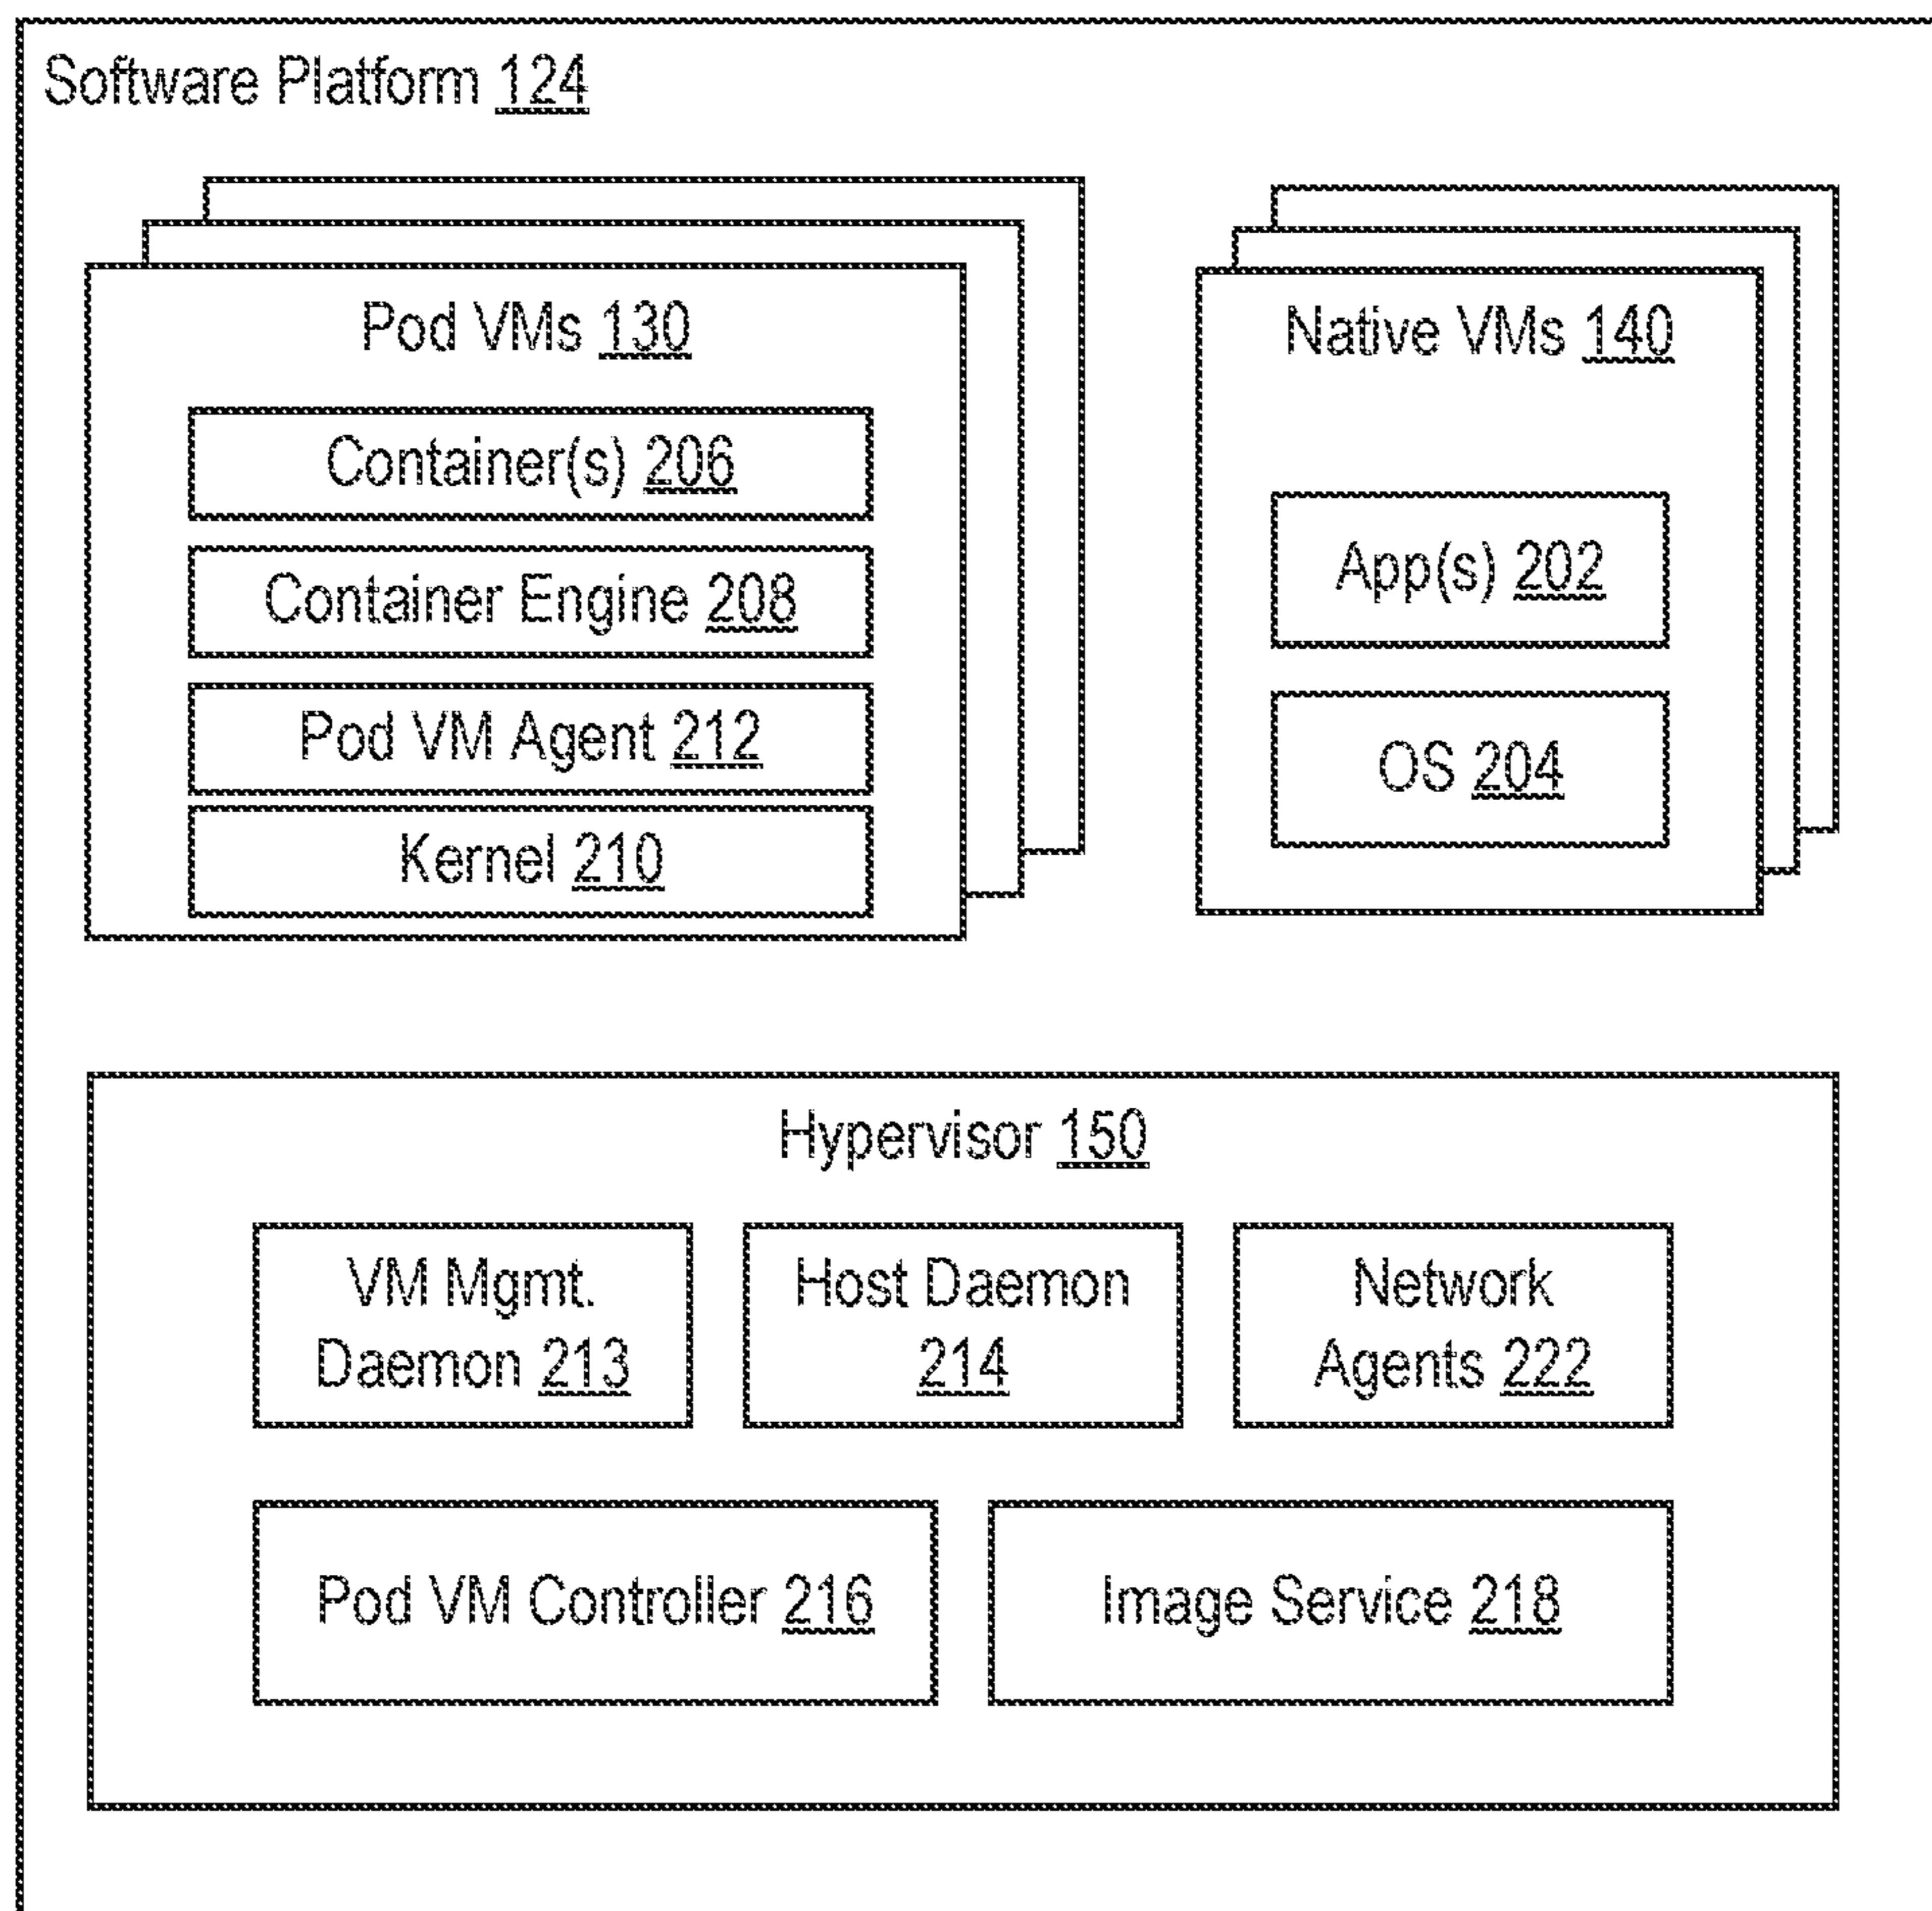 Software Platform 124
Pod VMs 130
Container(s) 206
Container Engine 208
Pod VM Agent 212
Kernel 210
Native VMs 140
App(s) 202
OS 204
Hypervisor 150
VM Mgmt.
Daemon 213
Host Daemon
214
Network
Agents 222
Pod VM Controller 216
Image Service 218